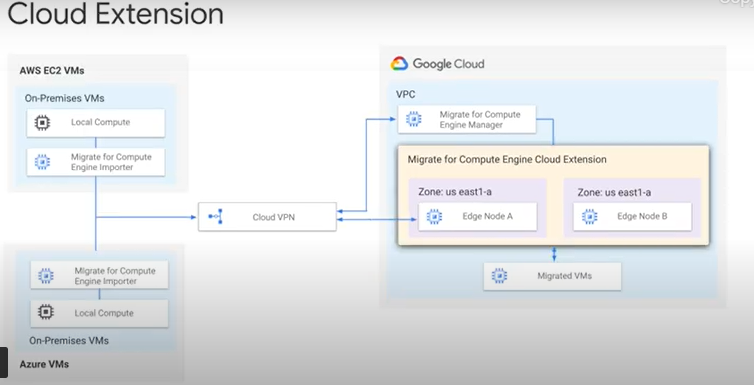 Cloud Extension
AWS EC2 VMs
On-Premises VMs
Local Compute
Migrate for Compute
Engine Importer
Cloud VPN
Migrate for Compute
Engine Importer
Local Compute
On-Premises VMs
Azure VMs
Google Cloud
VPC
Migrate for Compute
Engine Manager
Migrate for Compute Engine Cloud Extension
Zone: us east1-a
Edge Node A
Zone: us east1-a
Edge Node B
Migrated VMs